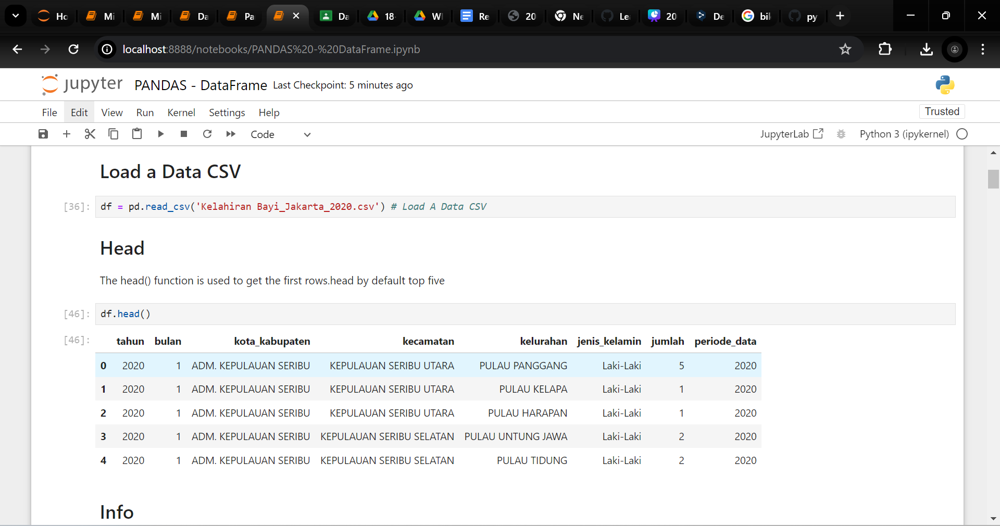 Ho Mi Mi Da Pa Da 18 WI Re 20 Ne Le 20 De bil py
localhost:8888/notebooks/PANDAS%20-%20DataFrame.ipynb
jupyter PANDAS - DataFrame Last Checkpoint: 5 minutes ago
File Edit View Run Kernel Settings Help Trusted
Code JupyterLab Python 3 (ipykernel)
Load a Data CSV
[36]: df = pd.read_csv('Kelahiran Bayi_Jakarta_2020.csv') # Load A Data CSV
Head
The head() function is used to get the first rows.head by default top five
[46]: df.head()
[46]: tahun bulan kota_kabupaten kecamatan kelurahan jenis_kelamin jumlah periode_data
0 2020 1 ADM. KEPULAUAN SERIBU KEPULAUAN SERIBU UTARA PULAU PANGGANG Laki-Laki 5 2020
1 2020 1 ADM. KEPULAUAN SERIBU KEPULAUAN SERIBU UTARA PULAU KELAPA Laki-Laki 1 2020
2 2020 1 ADM. KEPULAUAN SERIBU KEPULAUAN SERIBU UTARA PULAU HARAPAN Laki-Laki 1 2020
3 2020 1 ADM. KEPULAUAN SERIBU KEPULAUAN SERIBU SELATAN PULAU UNTUNG JAWA Laki-Laki 2 2020
4 2020 1 ADM. KEPULAUAN SERIBU KEPULAUAN SERIBU SELATAN PULAU TIDUNG Laki-Laki 2 2020
Info